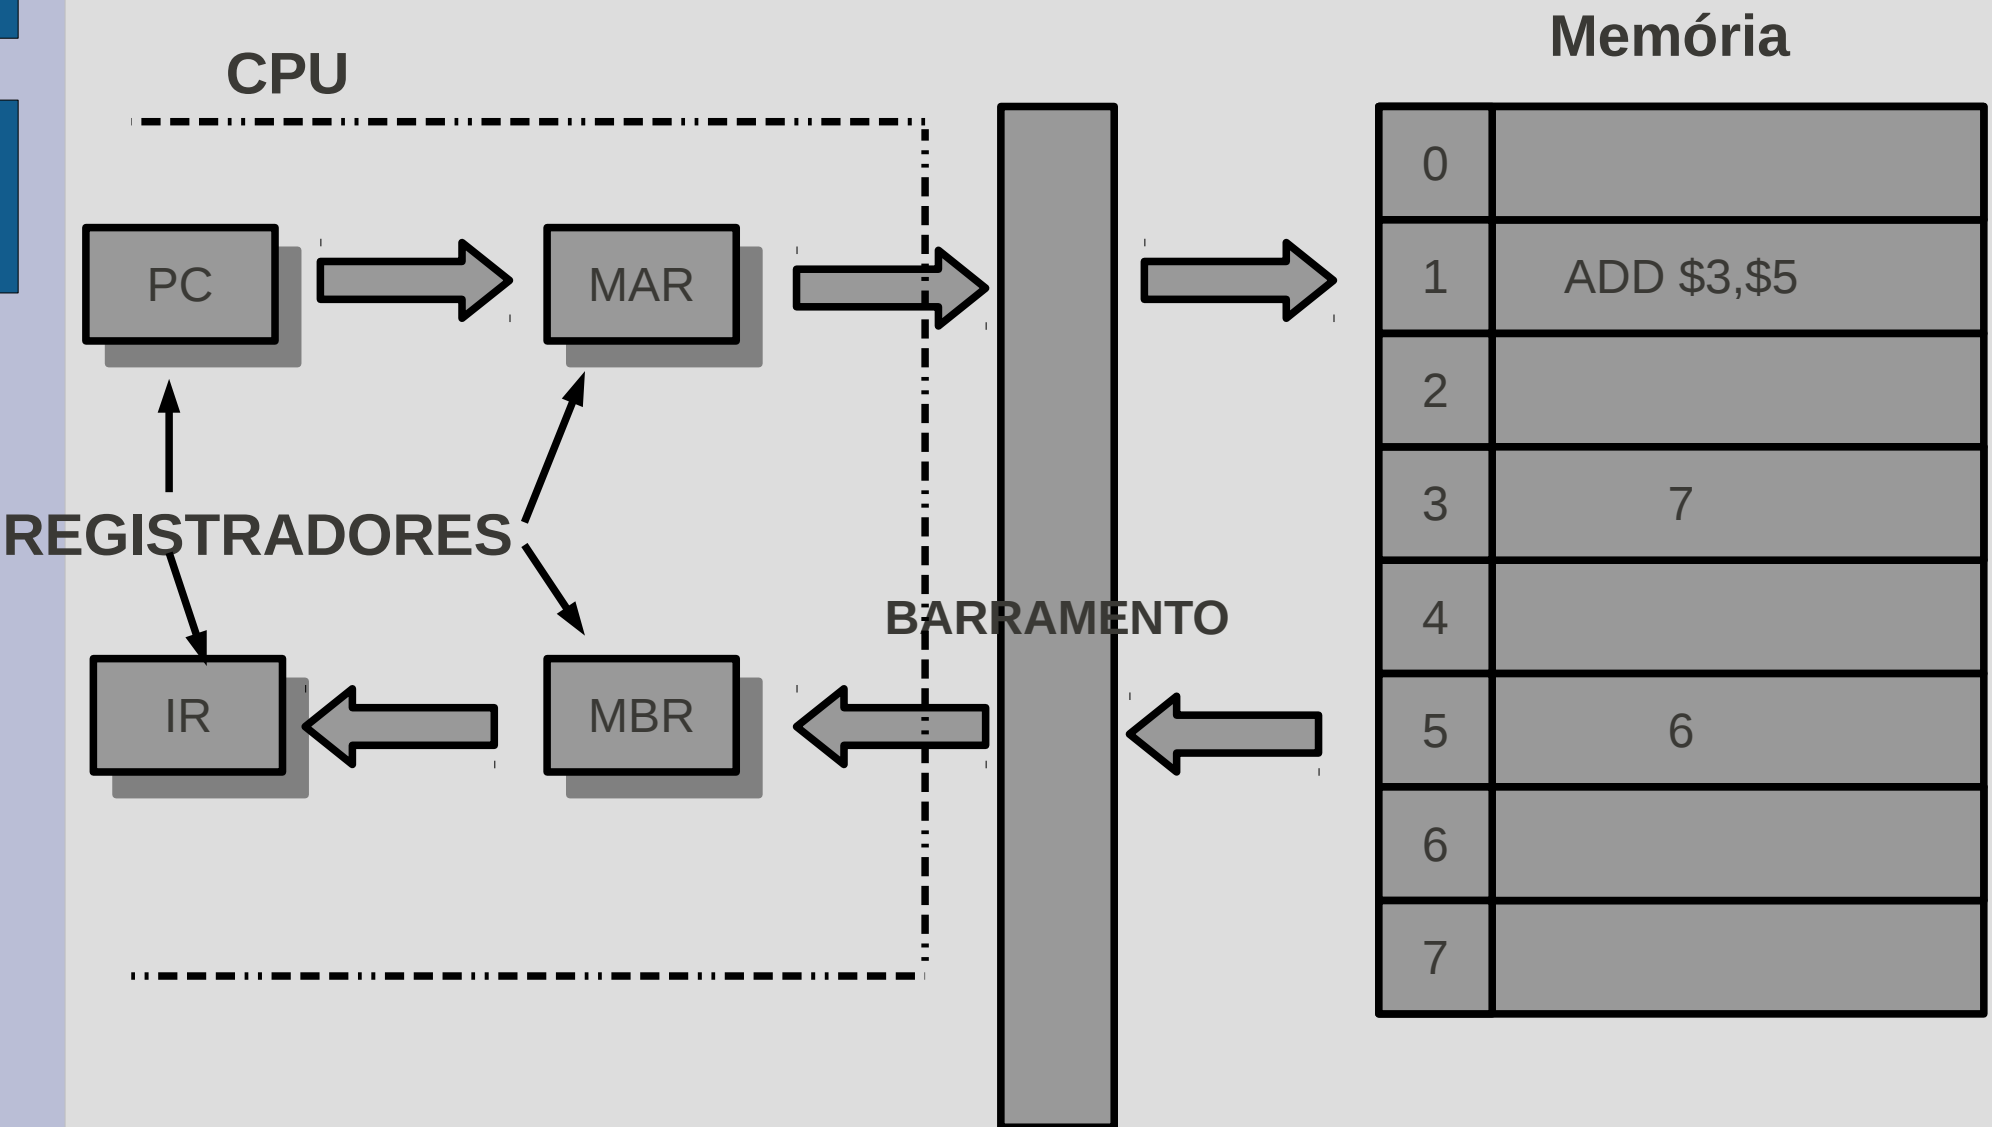 Memória
CPU
0
PC
MAR
1 ADD $3,$5
2
3 7
REGISTRADORES
BARRAMENTO
4
IR
MBR
5 6
6
7